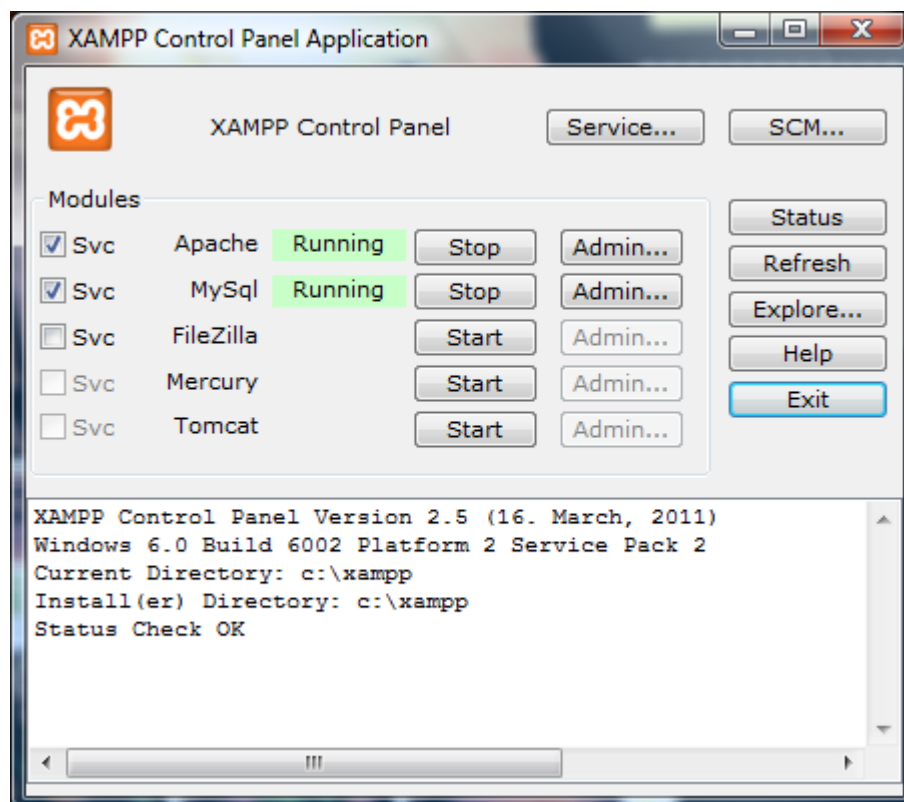 XAMPP Control Panel Application
XAMPP Control Panel Service... SCM...
Modules
Svc Apache Running Stop Admin...
Svc MySql Running Stop Admin...
Svc FileZilla Start Admin...
Svc Mercury Start Admin...
Svc Tomcat Start Admin...
Status
Refresh
Explore...
Help
Exit
XAMPP Control Panel Version 2.5 (16. March, 2011)
Windows 6.0 Build 6002 Platform 2 Service Pack 2
Current Directory: c:\xampp
Install(er) Directory: c:\xampp
Status Check OK